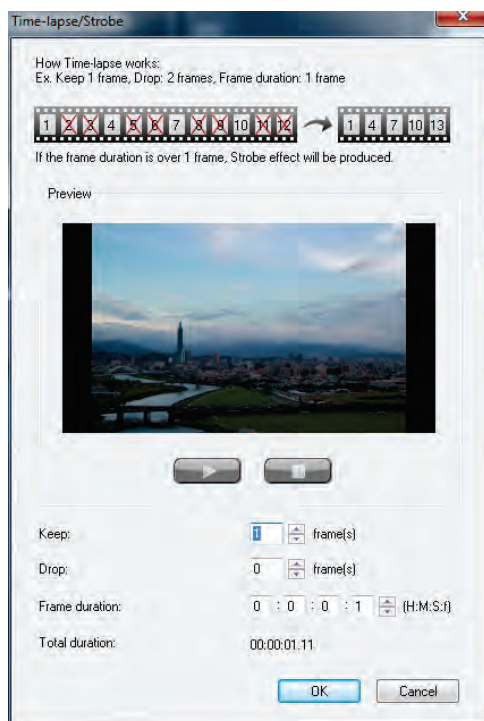 Time-lapse/Strobe
How Time-lapse works:
Ex. Keep 1 frame, Drop: 2 frames, Frame duration: 1 frame
1 2 3 4 5 6 7 8 9 10 11 12 1 4 7 10 13
If the frame duration is over 1 frame, Strobe effect will be produced.
Preview
Keep: 1 frame(s)
Drop: 0 frame(s)
Frame duration: 0 : 0 : 0 : 1 (H:M:S:f)
Total duration: 00:00:01.11
OK Cancel